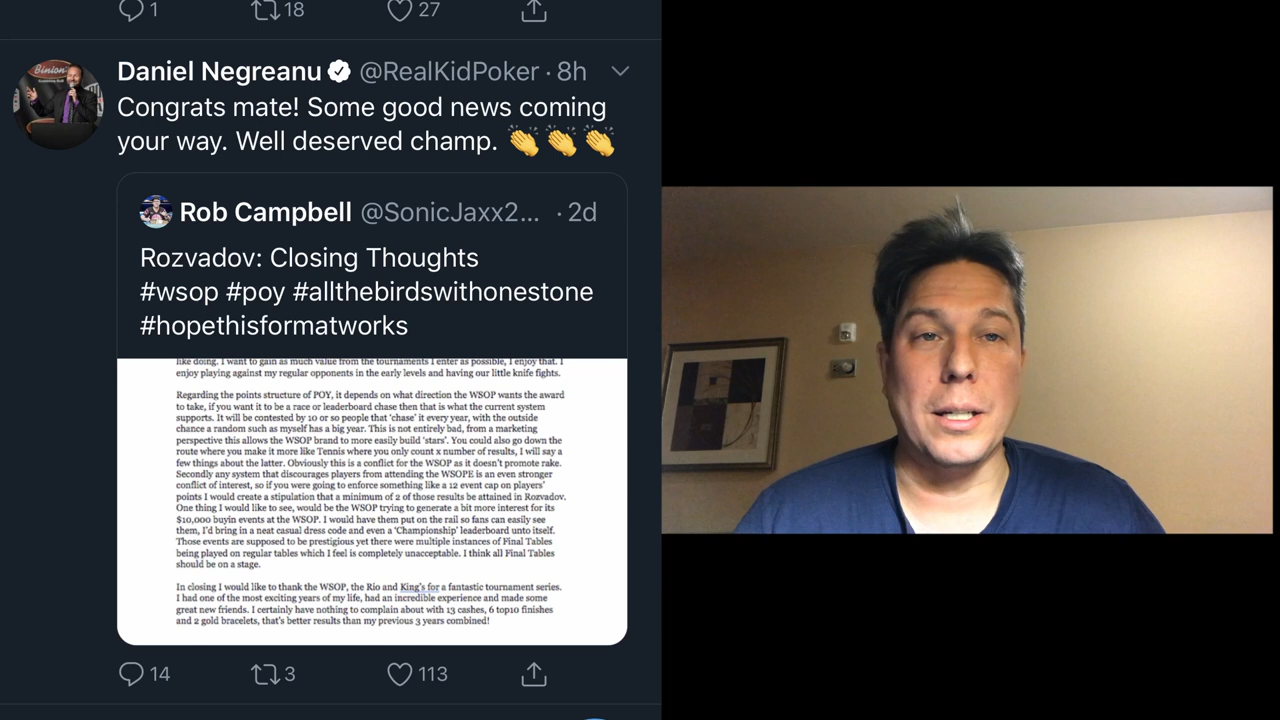 1 18 27
Daniel Negreanu @RealKidPoker · 8h
Congrats mate! Some good news coming
your way. Well deserved champ. 👏 👏 👏
Binion's
Rob Campbell @SonicJaxx2... · 2d
Rozvadov: Closing Thoughts
#wsop #poy #allthebirdswithonestone
#hopethisformatworks
like doing. I want to gain as much value from the tournaments I enter as possible, I enjoy that. I
enjoy playing against my regular opponents in the early levels and having our little knife fights.
Regarding the points structure of POY, it depends on what direction the WSOP wants the award
to take, if you want it to be a race or leaderboard chase then that is what the current system
supports. It will be contested by 10 or so people that 'chase' it every year, with the outside
chance a random such as myself has a big year. This is not entirely bad, from a marketing
perspective this allows the WSOP brand to more easily build 'stars'. You could also go down the
route where you make it more like Tennis where you only count x number of results, I will say a
few things about the latter. Obviously this is a conflict for the WSOP as it doesn't promote rake.
Secondly any system that discourages players from attending the WSOPE is an even stronger
conflict of interest, so if you were going to enforce something like a 12 event cap on players'
points I would create a stipulation that a minimum of 2 of those results be attained in Rozvadov.
One thing I would like to see, would be the WSOP trying to generate a bit more interest for its
$10,000 buyin events at the WSOP. I would have them put on the rail so fans can easily see
them, I'd bring in a neat casual dress code and even a 'Championship' leaderboard unto itself.
Those events are supposed to be prestigious yet there were multiple instances of Final Tables
being played on regular tables which I feel is completely unacceptable. I think all Final Tables
should be on a stage.
In closing I would like to thank the WSOP, the Rio and King's for a fantastic tournament series.
I had one of the most exciting years of my life, had an incredible experience and made some
great new friends. I certainly have nothing to complain about with 13 cashes, 6 top10 finishes
and 2 gold bracelets, that's better results than my previous 3 years combined!
14 3 113